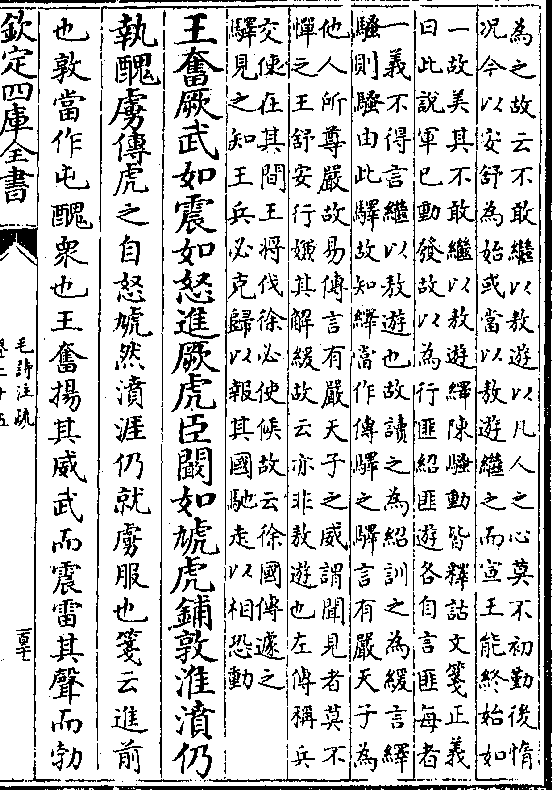 為之故云不敢繼以敖遊以凡人之心莫不初勤後惰
况今以安舒為始或當以敖遊繼之而宣王能終始如
一故美其不敢繼以敖遊繹陳騷動皆釋詁文箋正義
曰此說軍已動發故以為行匪紹匪遊各自言匪每者
一義不得言繼以敖遊也故讀之為紹訓之為緩言繹
騷則騷由此驛故知繹當作傳驛之驛言有嚴天子為
他人所尊嚴故易傳言有嚴天子之威謂聞見者莫不
憚之王舒安行嫌其解緩故云亦非敖遊也左傳稱兵
交使在其間王將伐徐必使候故云徐國傳遽之
驛見之知王兵必克歸以報其國馳走以相恐動
王奮厥武如震如怒進厥虎臣闞如虓虎鋪敦淮濆仍
執醜虜傳虎之自怒虓然濆涯仍就虜服也箋云進前
也敦當作屯醜衆也王奮揚其威武而震雷其聲而勃
欽定四庫全書
毛詩注疏
卷二十五